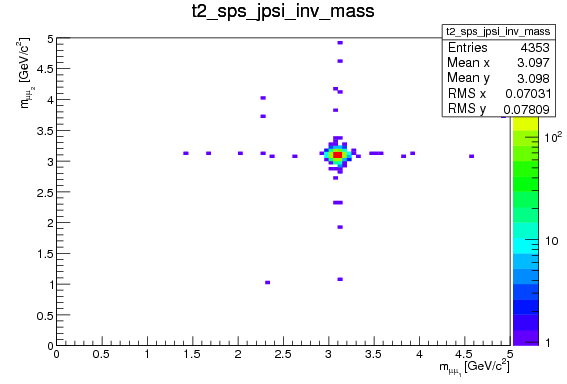 t2_sps_jpsi_inv_mass
t2_sps_jpsi_inv_mass
Entries 4353
Mean x 3.097
Mean y 3.098
RMS x 0.07031
RMS y 0.07809
mμμ2 [GeV/c²]
5
4.5
4
3.5
3
2.5
2
1.5
1
0.5
0
0 0.5 1 1.5 2 2.5 3 3.5 4 4.5 5
mμμ1 [GeV/c²]
10²
10
1